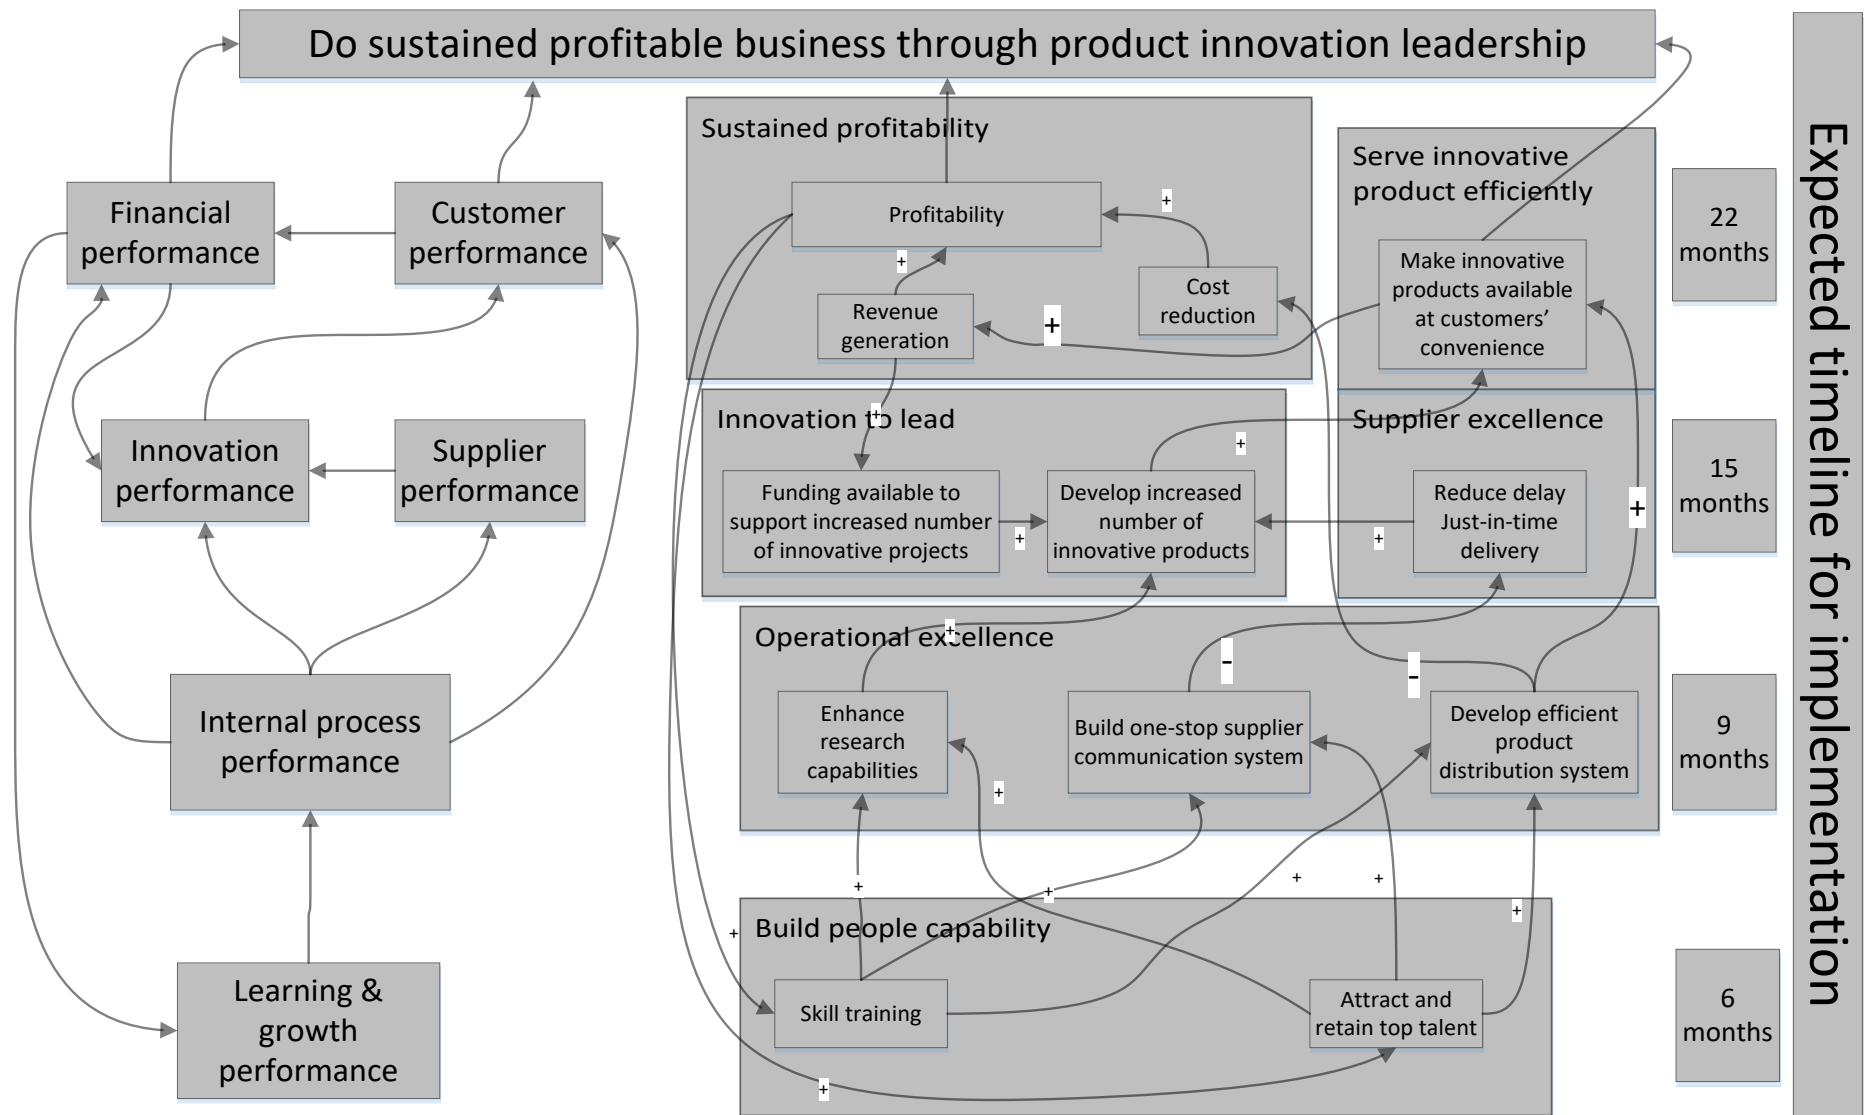 Do sustained profitable business through product innovation leadership
Financial
performance
Customer
performance
Innovation
performance
Supplier
performance
Internal process
performance
Learning &
growth
performance
Sustained profitability
Profitability
+
+
Revenue
generation
Cost
reduction
+
Serve innovative
product efficiently
Make innovative
products available
at customers’
convenience
Innovation to lead
+
Funding available to
support increased number
of innovative projects
+
Develop increased
number of
innovative products
+
Supplier excellence
Reduce delay
Just-in-time
delivery
+
+
Operational excellence
+
−
−
Enhance
research
capabilities
Build one-stop supplier
communication system
Develop efficient
product
distribution system
+
+
+
+
+
+
+
Build people capability
Skill training
Attract and
retain top talent
+
22
months
15
months
9
months
6
months
Expected timeline for implementation